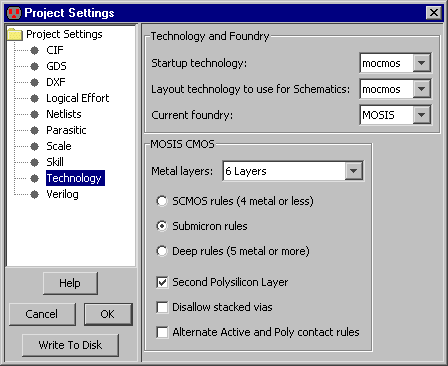 Project Settings
Project Settings
CIF
GDS
DXF
Logical Effort
Netlists
Parasitic
Scale
Skill
Technology
Verilog
Help
Cancel
OK
Write To Disk
Technology and Foundry
Startup technology:
mocmos
Layout technology to use for Schematics:
mocmos
Current foundry:
MOSIS
MOSIS CMOS
Metal layers:
6 Layers
SCMOS rules (4 metal or less)
Submicron rules
Deep rules (5 metal or more)
Second Polysilicon Layer
Disallow stacked vias
Alternate Active and Poly contact rules